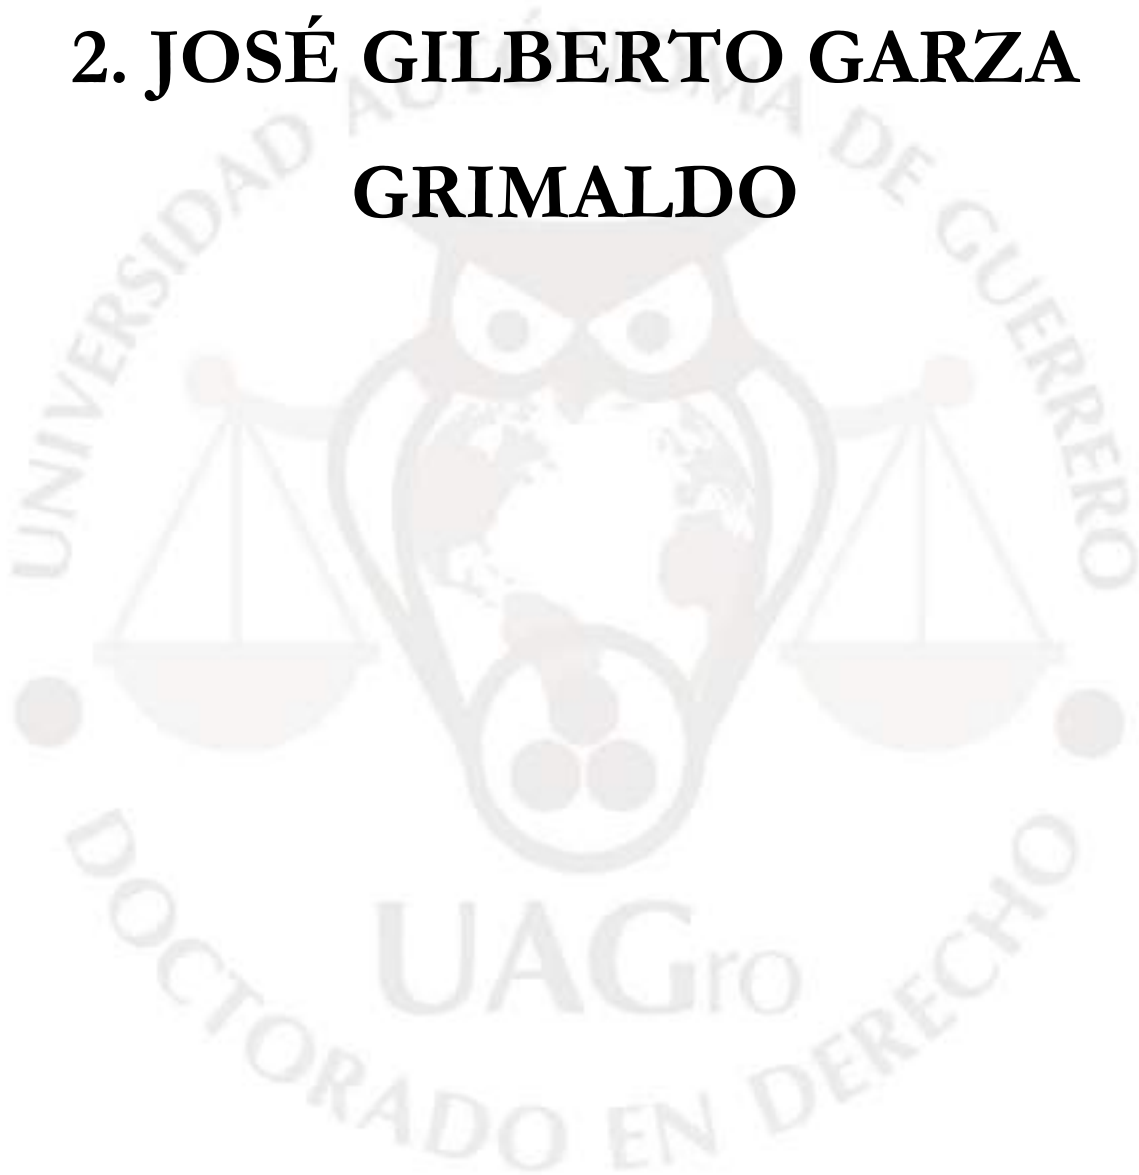 2. JOSÉ GILBERTO GARZA
GRIMALDO
UNIVERSIDAD AUTÓNOMA DE GUERRERO
UAGro
DOCTORADO EN DERECHO